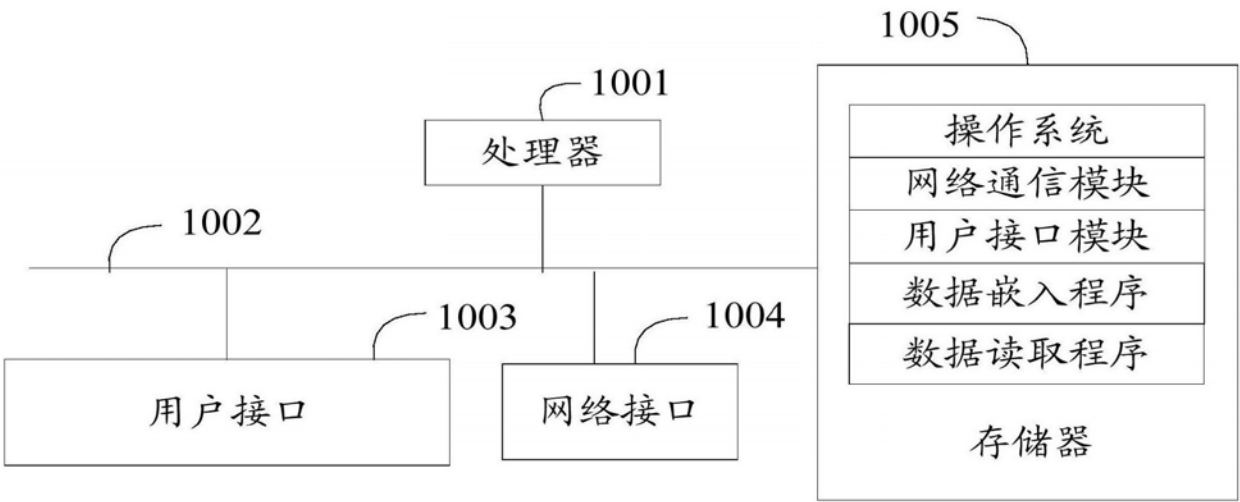 1005
1001
处理器
操作系统
网络通信模块
1002
用户接口模块
数据嵌入程序
1003
1004
数据读取程序
用户接口
网络接口
存储器